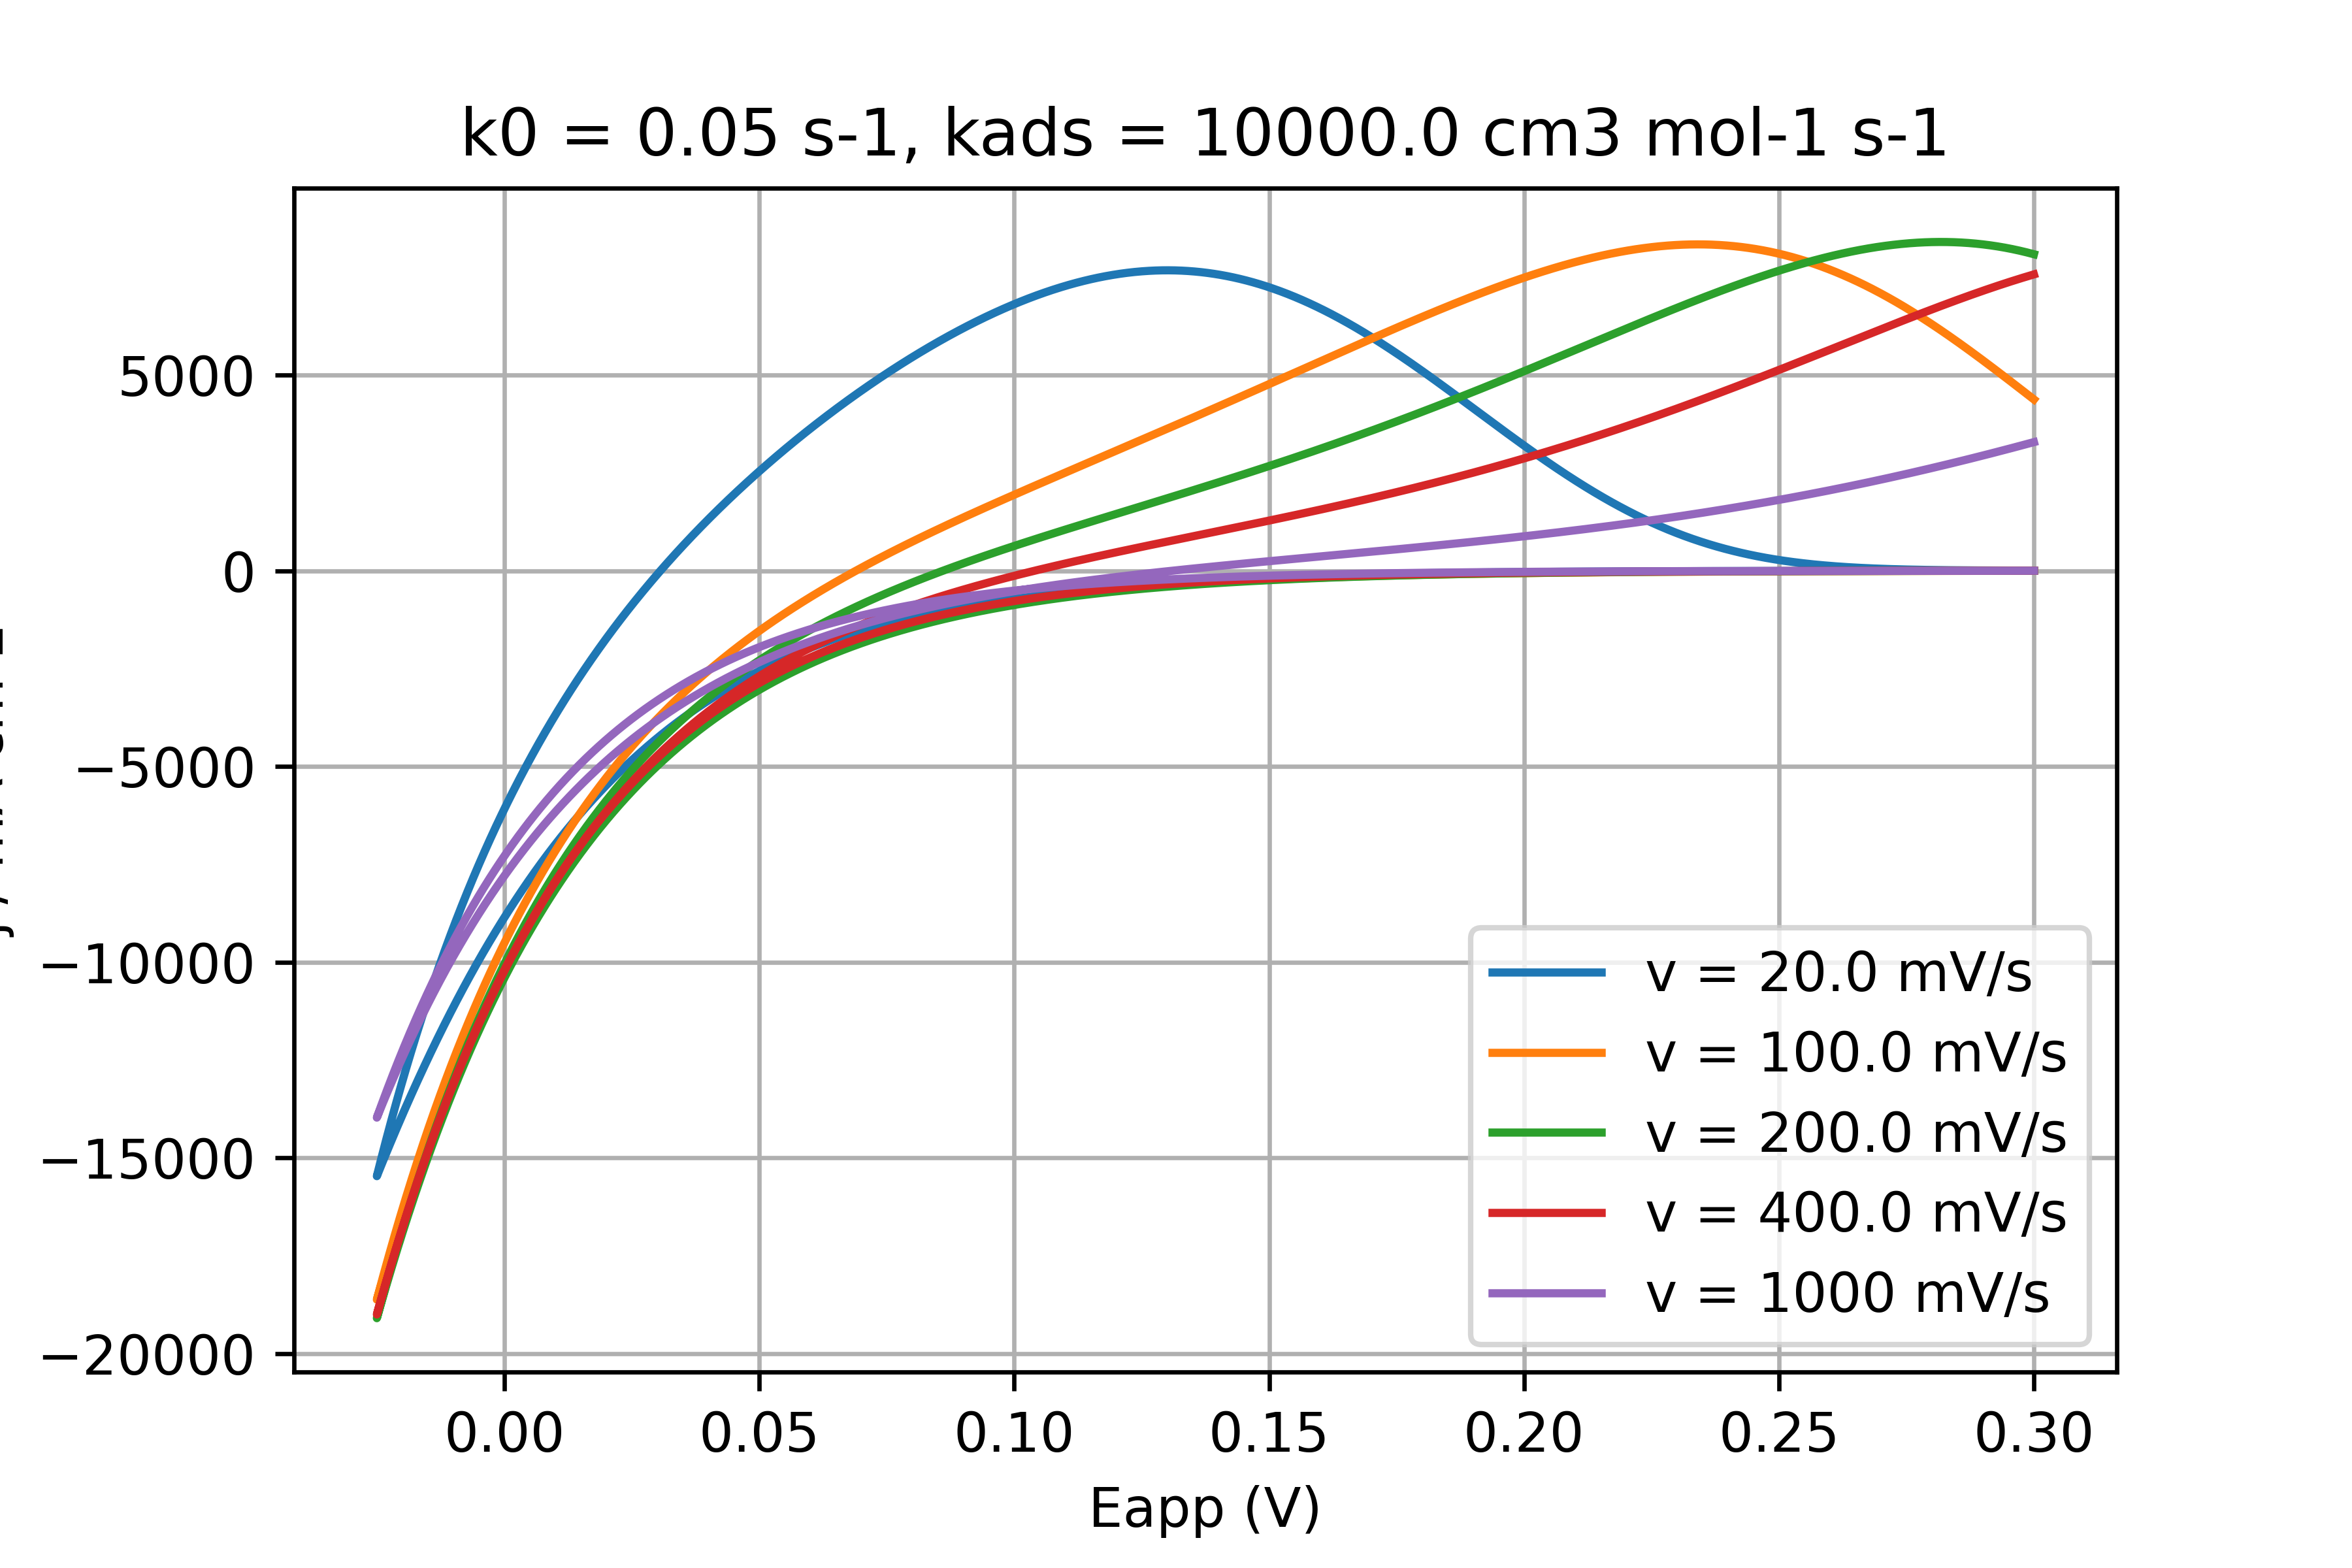 k0 = 0.05 s-1, kads = 10000.0 cm3 mol-1 s-1
5000
0
−5000
−10000
−15000
−20000
0.00 0.05 0.10 0.15 0.20 0.25 0.30
Eapp (V)
v = 20.0 mV/s
v = 100.0 mV/s
v = 200.0 mV/s
v = 400.0 mV/s
v = 1000 mV/s